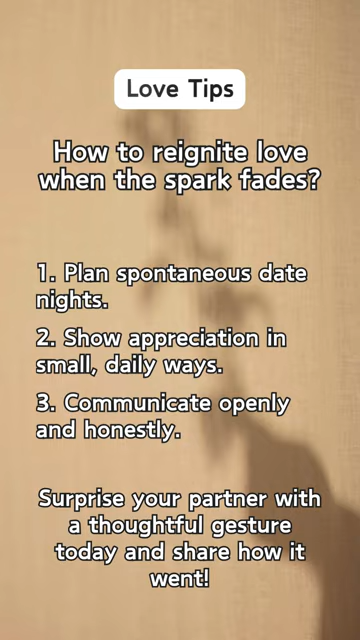 Love Tips
How to reignite love
when the spark fades?
1. Plan spontaneous date
nights.
2. Show appreciation in
small, daily ways.
3. Communicate openly
and honestly.
Surprise your partner with
a thoughtful gesture
today and share how it
went!